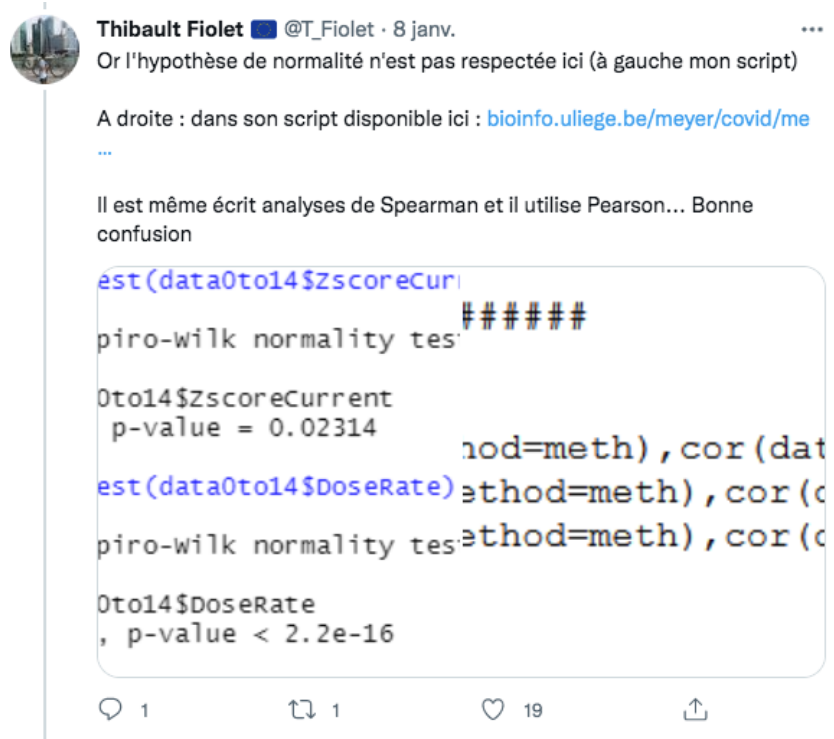 Thibault Fiolet 🇪🇺 @T_Fiolet · 8 janv.
Or l'hypothèse de normalité n'est pas respectée ici (à gauche mon script)
A droite : dans son script disponible ici : bioinfo.uliege.be/meyer/covid/me
...
Il est même écrit analyses de Spearman et il utilise Pearson... Bonne
confusion
est(data0to14$ZscoreCurr
piro-Wilk normality tes
0to14$ZscoreCurrent
p-value = 0.02314
est(data0to14$DoseRate)
piro-Wilk normality tes
0to14$DoseRate
, p-value < 2.2e-16
######
hod=meth),cor(dat
ethod=meth),cor(d
ethod=meth),cor(d
1
1
19